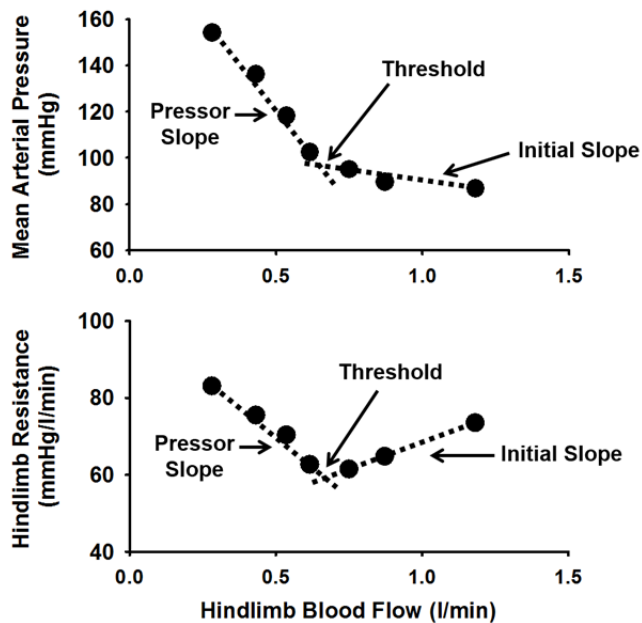 Mean Arterial Pressure
(mmHg)
160
140
120
100
80
60
Pressor
Slope
Threshold
Initial Slope
0.0
0.5
1.0
1.5
Hindlimb Resistance
(mmHg/l/min)
100
80
60
40
Threshold
Pressor
Slope
Initial Slope
0.0
0.5
1.0
1.5
Hindlimb Blood Flow (l/min)